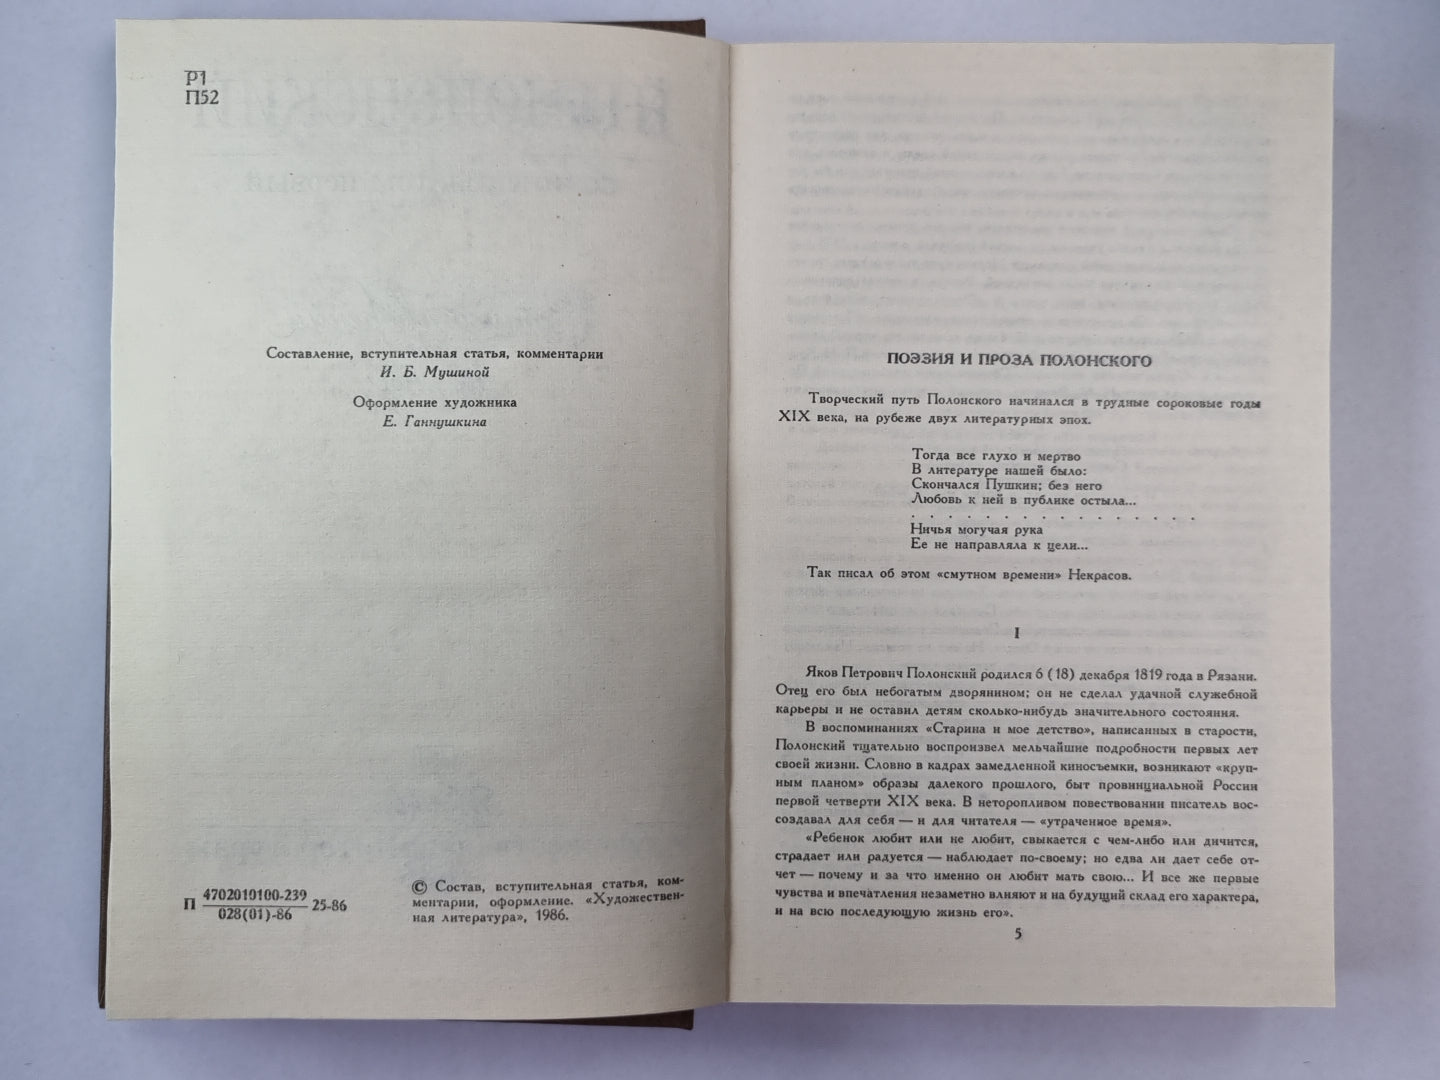 Р1
П52
Составление, вступительная статья, комментарии
И. Б. Мушиной
Оформление художника
Е. Ганнушкина
П 4702010100-239 25-86
028(01)-86
© Состав, вступительная статья, ком-
ментарии, оформление. «Художествен-
ная литература», 1986.
ПОЭЗИЯ И ПРОЗА ПОЛОНСКОГО
Творческий путь Полонского начинался в трудные сороковые годы
XIX века, на рубеже двух литературных эпох.
Тогда все глухо и мертво
В литературе нашей было:
Скончался Пушкин; без него
Любовь к ней в публике остыла...
. . . . . . . . . . . . . . . .
Ничья могучая рука
Ее не направляла к цели...
Так писал об этом «смутном времени» Некрасов.
I
Яков Петрович Полонский родился 6 (18) декабря 1819 года в Рязани.
Отец его был небогатым дворянином; он не сделал удачной служебной
карьеры и не оставил детям сколько-нибудь значительного состояния.
В воспоминаниях «Старина и мое детство», написанных в старости,
Полонский тщательно воспроизвел мельчайшие подробности первых лет
своей жизни. Словно в кадрах замедленной киносъемки, возникают «круп-
ным планом» образы далекого прошлого, быт провинциальной России
первой четверти XIX века. В неторопливом повествовании писатель вос-
создавал для себя — и для читателя — «утраченное время».
«Ребенок любит или не любит, свыкается с чем-либо или дичится,
страдает или радуется — наблюдает по-своему; но едва ли дает себе от-
чет — почему и за что именно он любит мать свою... И все же первые
чувства и впечатления незаметно влияют и на будущий склад его характера,
и на всю последующую жизнь его».
5